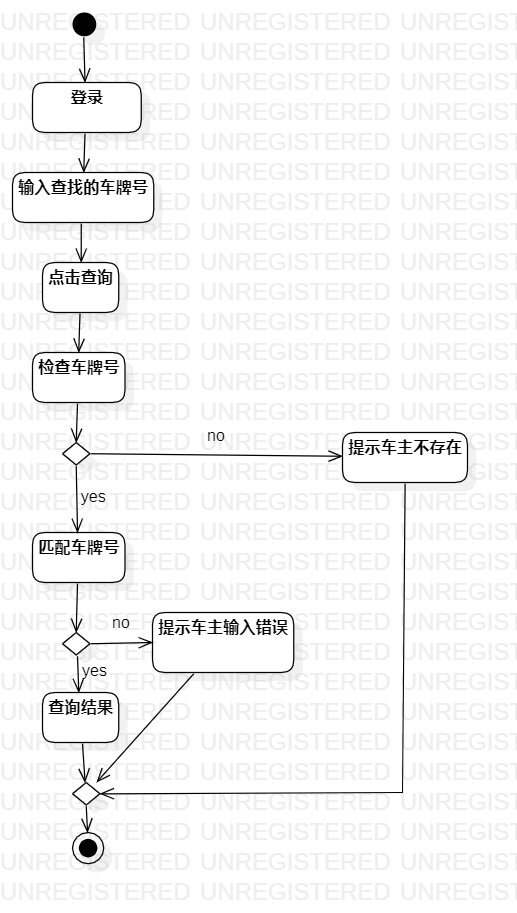 登录
输入查找的车牌号
点击查询
检查车牌号
no
提示车主不存在
yes
匹配车牌号
no
提示车主输入错误
yes
查询结果
UNREGISTERED